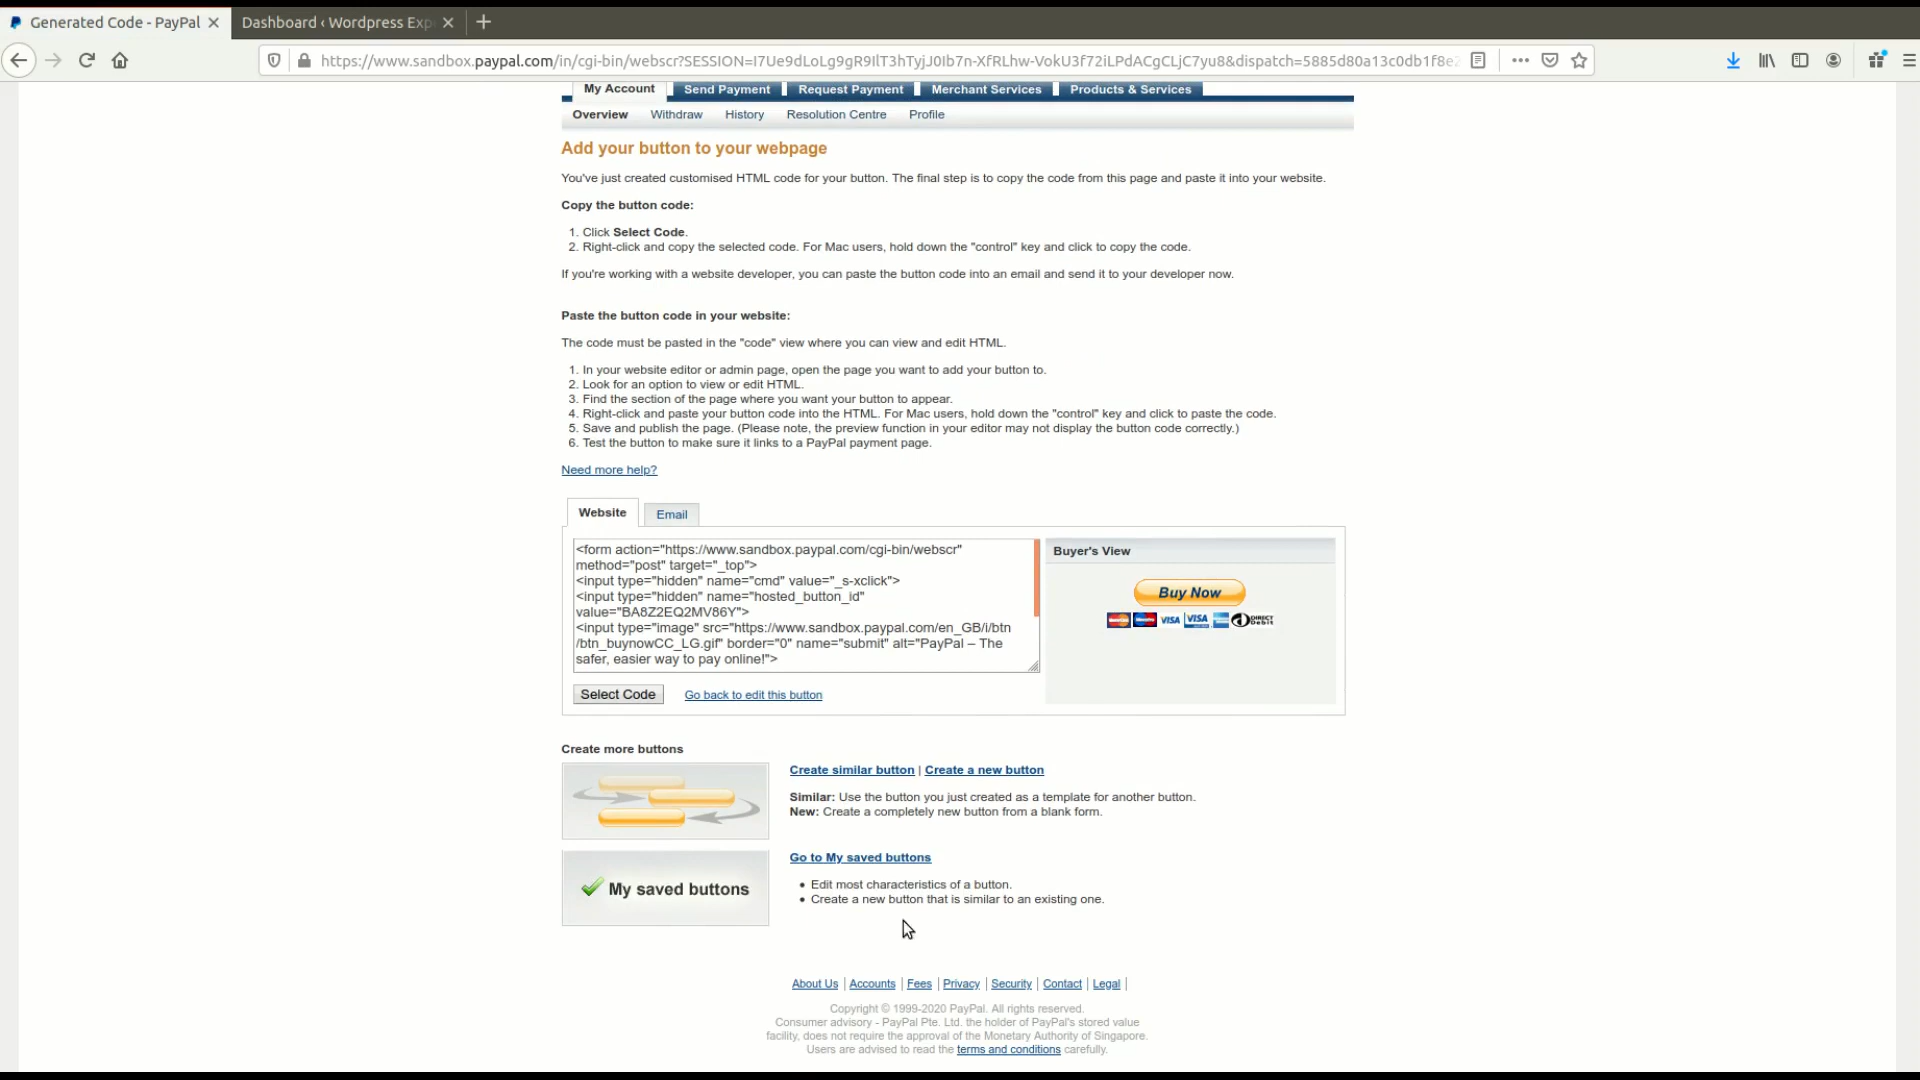 Generated Code - PayPal
Dashboard ‹ Wordpress Exp
https://www.sandbox.paypal.com/in/cgi-bin/webscr?SESSION=I7Ue9dLoLg9gR9IlT3hTyjJ0Ib7n-XfRLhw-VokU3f72iLPdACgCLjC7yu8&dispatch=5885d80a13c0db1f8e2
My Account
Send Payment
Request Payment
Merchant Services
Products & Services
Overview
Withdraw
History
Resolution Centre
Profile
Add your button to your webpage
You've just created customised HTML code for your button. The final step is to copy the code from this page and paste it into your website.
Copy the button code:
1. Click Select Code.
2. Right-click and copy the selected code. For Mac users, hold down the "control" key and click to copy the code.
If you're working with a website developer, you can paste the button code into an email and send it to your developer now.
Paste the button code in your website:
The code must be pasted in the "code" view where you can view and edit HTML.
1. In your website editor or admin page, open the page you want to add your button to.
2. Look for an option to view or edit HTML.
3. Find the section of the page where you want your button to appear.
4. Right-click and paste your button code into the HTML. For Mac users, hold down the "control" key and click to paste the code.
5. Save and publish the page. (Please note, the preview function in your editor may not display the button code correctly.)
6. Test the button to make sure it links to a PayPal payment page.
Need more help?
Website
Email
<form action="https://www.sandbox.paypal.com/cgi-bin/webscr"
method="post" target="_top">
<input type="hidden" name="cmd" value="_s-xclick">
<input type="hidden" name="hosted_button_id"
value="BA8Z2EQ2MV86Y">
<input type="image" src="https://www.sandbox.paypal.com/en_GB/i/btn
/btn_buynowCC_LG.gif" border="0" name="submit" alt="PayPal – The
safer, easier way to pay online!">
Buyer's View
Buy Now
VISA
VISA
DIRECT
Debit
Select Code
Go back to edit this button
Create more buttons
Create similar button | Create a new button
Similar: Use the button you just created as a template for another button.
New: Create a completely new button from a blank form.
My saved buttons
Go to My saved buttons
• Edit most characteristics of a button.
• Create a new button that is similar to an existing one.
About Us | Accounts | Fees | Privacy | Security | Contact | Legal |
Copyright © 1999-2020 PayPal. All rights reserved.
Consumer advisory - PayPal Pte. Ltd. the holder of PayPal's stored value
facility, does not require the approval of the Monetary Authority of Singapore.
Users are advised to read the terms and conditions carefully.